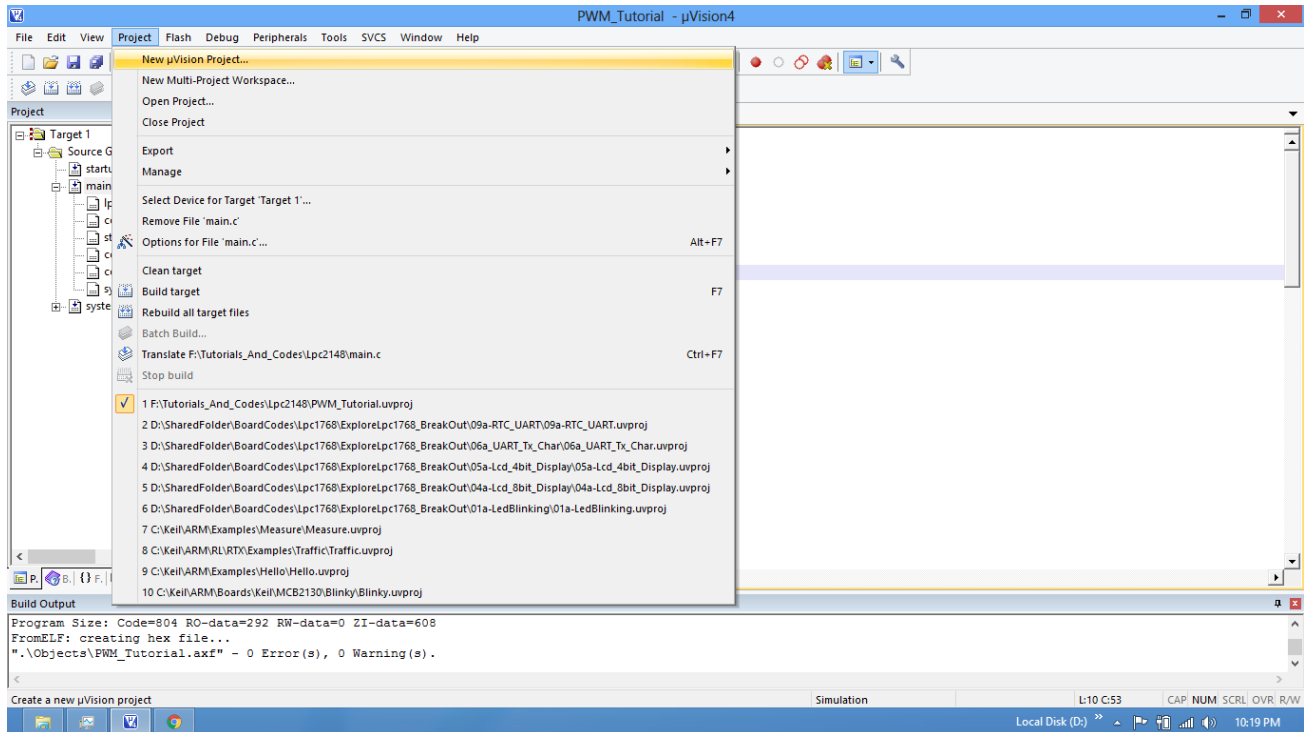 PWM_Tutorial - µVision4
File Edit View Project Flash Debug Peripherals Tools SVCS Window Help
New µVision Project...
New Multi-Project Workspace...
Open Project...
Close Project
Export
Manage
Select Device for Target 'Target 1'...
Remove File 'main.c'
Options for File 'main.c'... Alt+F7
Clean target
Build target F7
Rebuild all target files
Batch Build...
Translate F:\Tutorials_And_Codes\Lpc2148\main.c Ctrl+F7
Stop build
1 F:\Tutorials_And_Codes\Lpc2148\PWM_Tutorial.uvproj
2 D:\SharedFolder\BoardCodes\Lpc1768\ExploreLpc1768_BreakOut\09a-RTC_UART\09a-RTC_UART.uvproj
3 D:\SharedFolder\BoardCodes\Lpc1768\ExploreLpc1768_BreakOut\06a_UART_Tx_Char\06a_UART_Tx_Char.uvproj
4 D:\SharedFolder\BoardCodes\Lpc1768\ExploreLpc1768_BreakOut\05a-Lcd_4bit_Display\05a-Lcd_4bit_Display.uvproj
5 D:\SharedFolder\BoardCodes\Lpc1768\ExploreLpc1768_BreakOut\04a-Lcd_8bit_Display\04a-Lcd_8bit_Display.uvproj
6 D:\SharedFolder\BoardCodes\Lpc1768\ExploreLpc1768_BreakOut\01a-LedBlinking\01a-LedBlinking.uvproj
7 C:\Keil\ARM\Examples\Measure\Measure.uvproj
8 C:\Keil\ARM\RL\RTX\Examples\Traffic\Traffic.uvproj
9 C:\Keil\ARM\Examples\Hello\Hello.uvproj
10 C:\Keil\ARM\Boards\Keil\MCB2130\Blinky\Blinky.uvproj
Project
Target 1
Source G
startu
main
lp
co
st
co
co
sy
syste
P. B. {} F.
Build Output
Program Size: Code=804 RO-data=292 RW-data=0 ZI-data=608
FromELF: creating hex file...
".\Objects\PWM_Tutorial.axf" - 0 Error(s), 0 Warning(s).
Create a new µVision project Simulation L:10 C:53 CAP NUM SCRL OVR R/W
Local Disk (D:) 10:19 PM